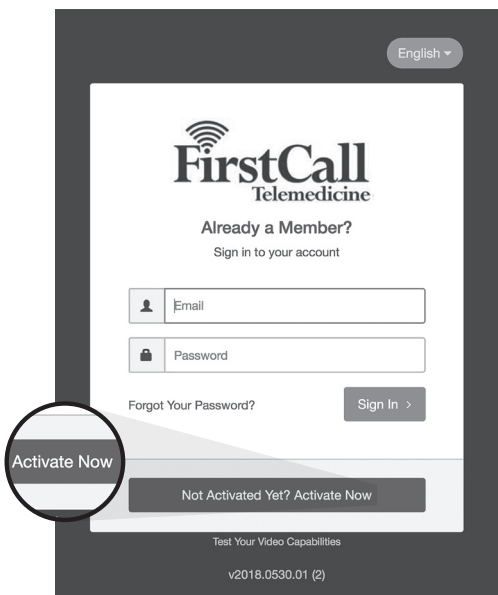 English
FirstCall
Telemedicine
Already a Member?
Sign in to your account
Email
Password
Forgot Your Password?
Sign In >
Activate Now
Not Activated Yet? Activate Now
Test Your Video Capabilities
v2018.0530.01 (2)